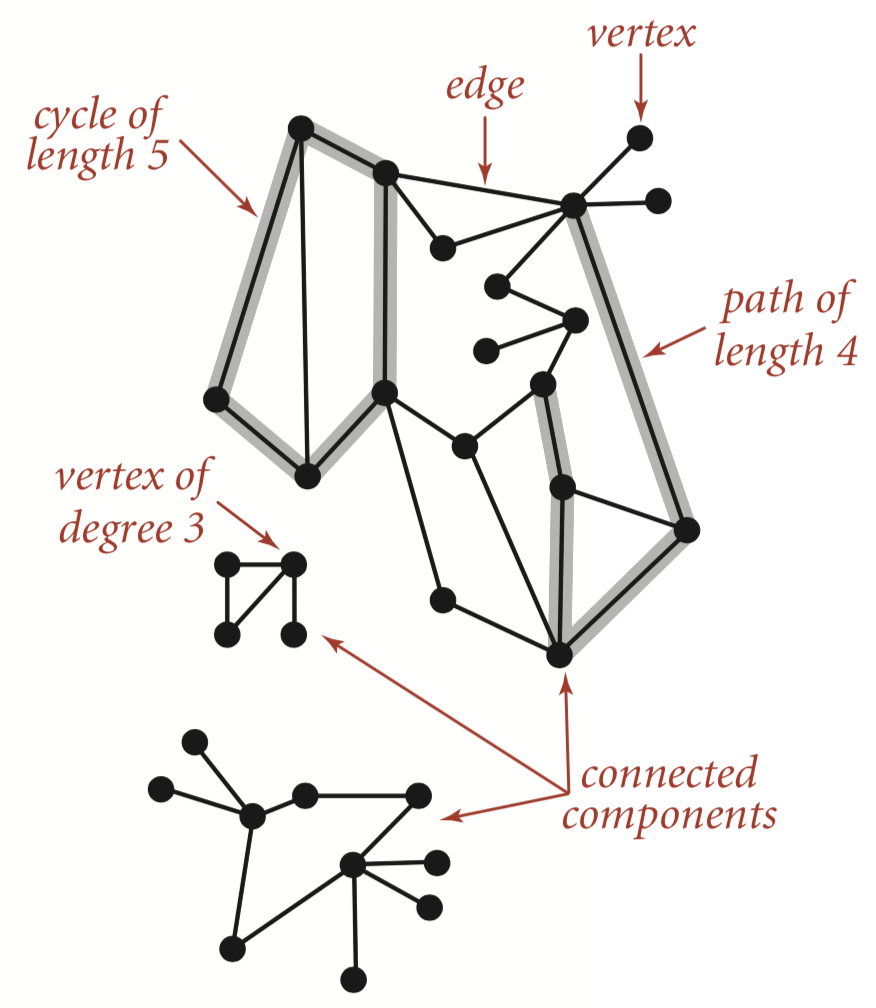 vertex
edge
cycle of
length 5
path of
length 4
vertex of
degree 3
connected
components